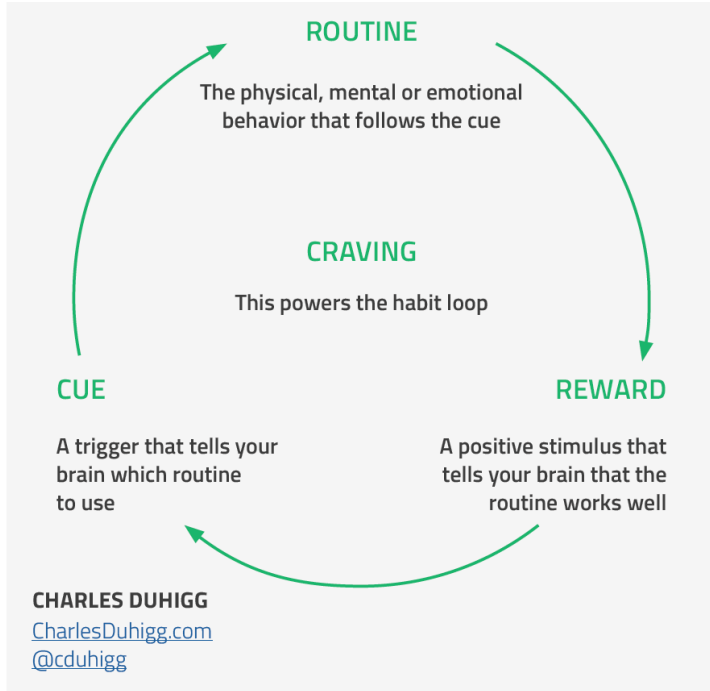 ROUTINE
The physical, mental or emotional
behavior that follows the cue
CRAVING
This powers the habit loop
CUE
A trigger that tells your
brain which routine
to use
REWARD
A positive stimulus that
tells your brain that the
routine works well
CHARLES DUHIGG
CharlesDuhigg.com
@cduhigg